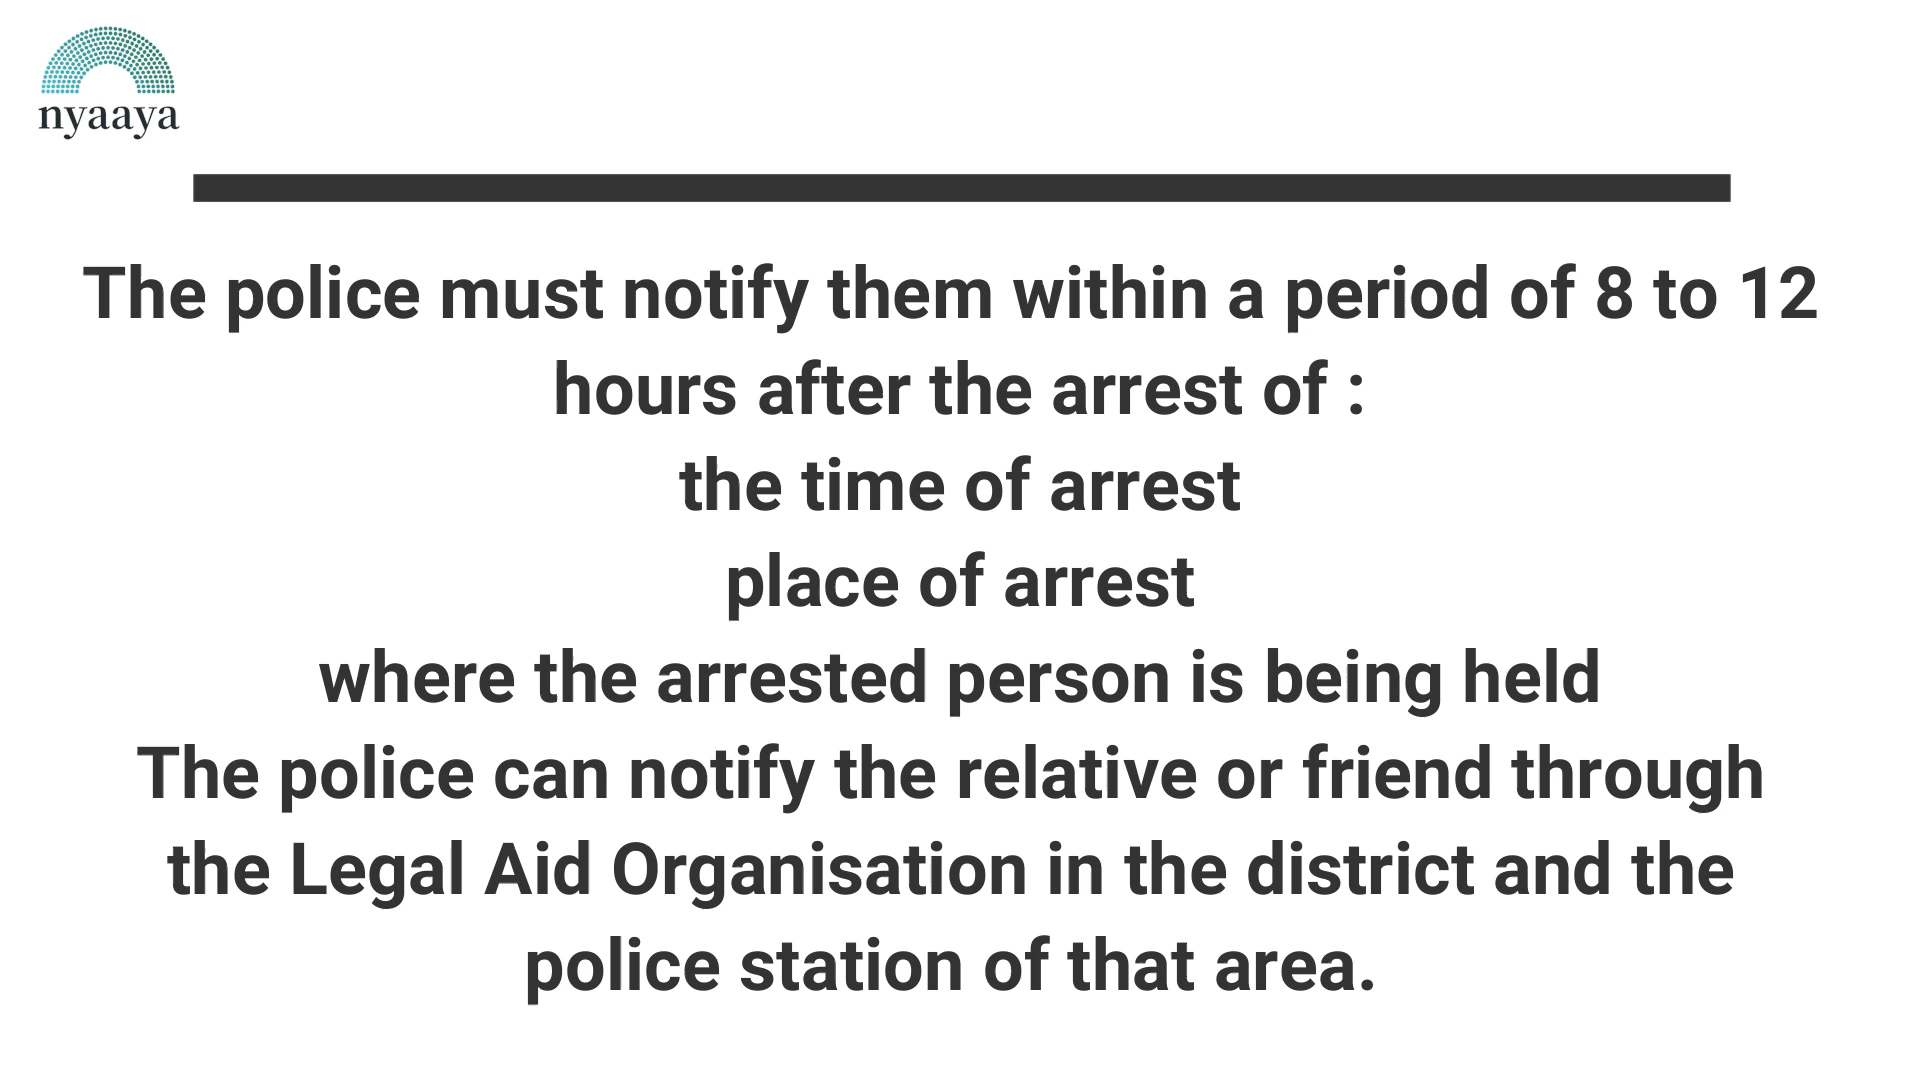 nyaaya
The police must notify them within a period of 8 to 12
hours after the arrest of :
the time of arrest
place of arrest
where the arrested person is being held
The police can notify the relative or friend through
the Legal Aid Organisation in the district and the
police station of that area.